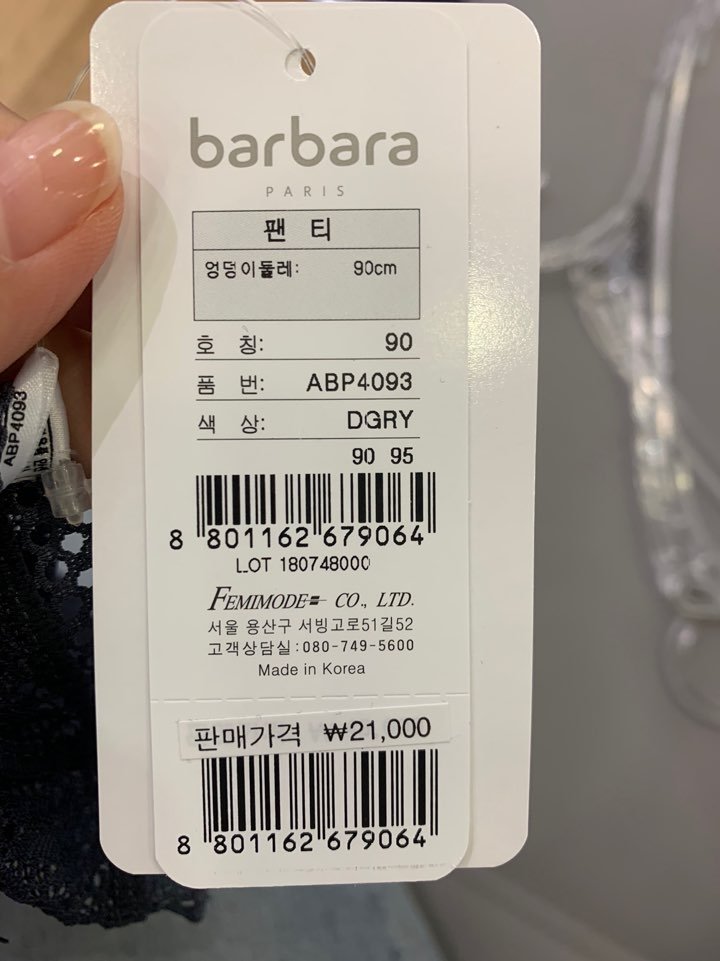 barbara
PARIS
팬 티
엉덩이둘레: 90cm
호 칭: 90
품 번: ABP4093
색 상: DGRY
90 95
8 801162 679064
LOT 180748000
FEMIMODE CO., LTD.
서울 용산구 서빙고로51길52
고객상담실:080-749-5600
Made in Korea
판매가격 ₩21,000
8 801162 679064
ABP4093